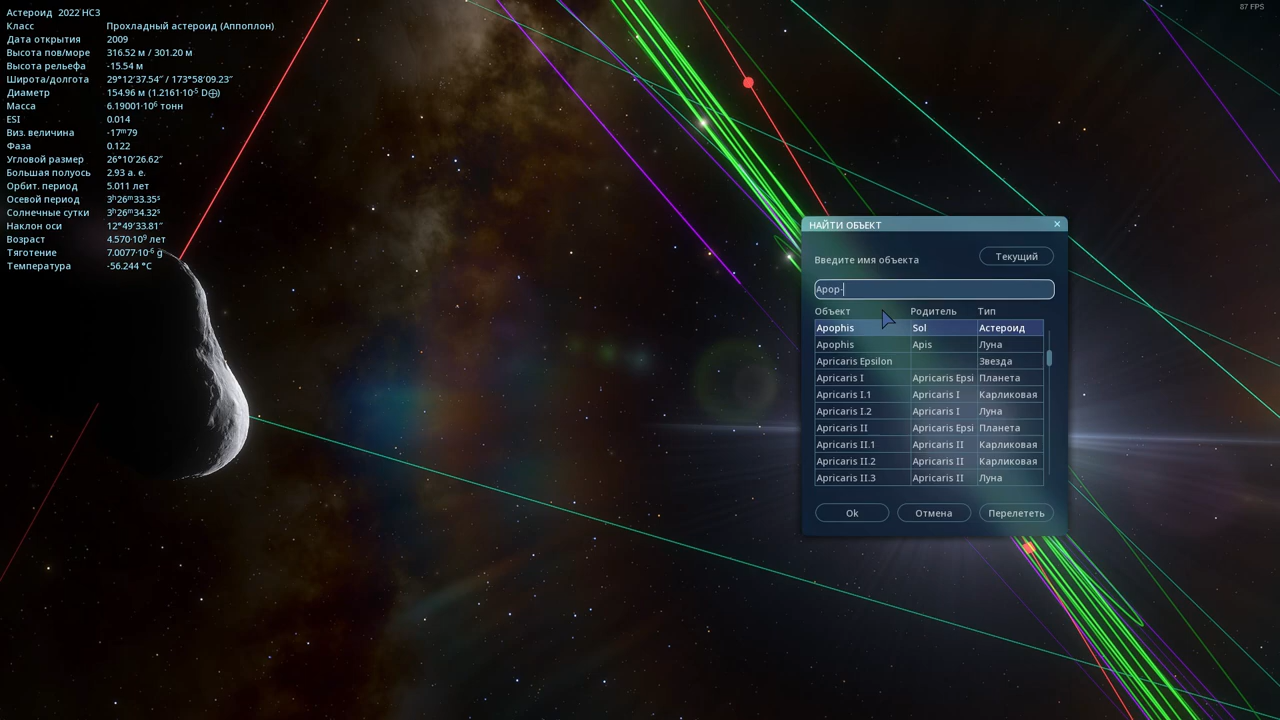 87 FPS
Астероид 2022 HC3
Класс Прохладный астероид (Аппоплон)
Дата открытия 2009
Высота пов/море 316.52 м / 301.20 м
Высота рельефа -15.54 м
Широта/долгота 29°12′37.54″ / 173°58′09.23″
Диаметр 154.96 м (1.2161·10⁻⁵ D⨁)
Масса 6.19001·10⁶ тонн
ESI 0.014
Виз. величина -17ᵐ79
Фаза 0.122
Угловой размер 26°10′26.62″
Большая полуось 2.93 а. е.
Орбит. период 5.011 лет
Осевой период 3ʰ26ᵐ33.35ˢ
Солнечные сутки 3ʰ26ᵐ34.32ˢ
Наклон оси 12°49′33.81″
Возраст 4.570·10⁹ лет
Тяготение 7.0077·10⁻⁶ g
Температура -56.244 °C
НАЙТИ ОБЪЕКТ
Введите имя объекта Текущий
Apop-
Объект Родитель Тип
Apophis Sol Астероид
Apophis Apis Луна
Apricaris Epsilon Звезда
Apricaris I Apricaris Epsi Планета
Apricaris I.1 Apricaris I Карликовая
Apricaris I.2 Apricaris I Луна
Apricaris II Apricaris Epsi Планета
Apricaris II.1 Apricaris II Карликовая
Apricaris II.2 Apricaris II Карликовая
Apricaris II.3 Apricaris II Луна
Ok Отмена Перелететь